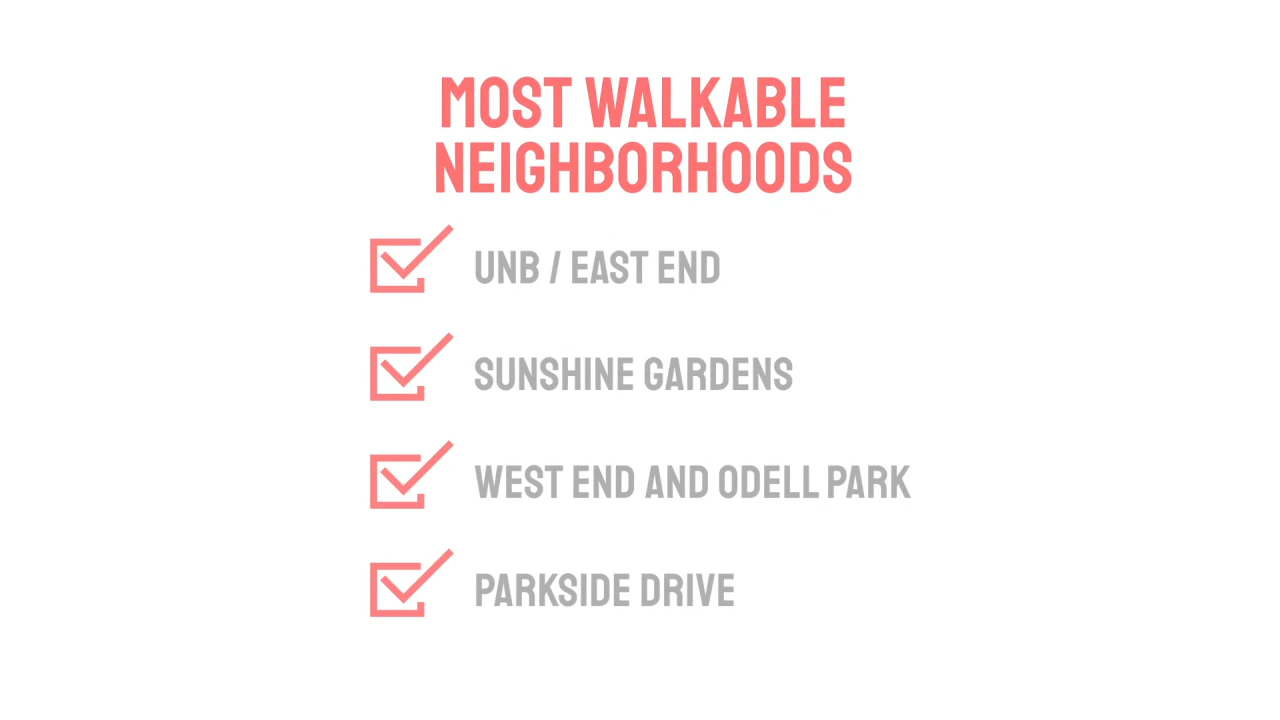 MOST WALKABLE
NEIGHBORHOODS
UNB / EAST END
SUNSHINE GARDENS
WEST END AND ODELL PARK
PARKSIDE DRIVE